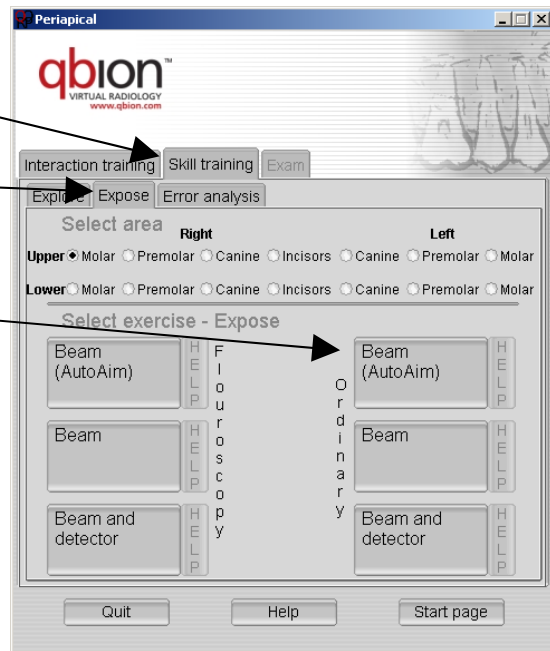 Periapical
qbion™
VIRTUAL RADIOLOGY
www.qbion.com
Interaction training Skill training Exam
Explore Expose Error analysis
Select area
Right Left
Upper Molar Premolar Canine Incisors Canine Premolar Molar
Lower Molar Premolar Canine Incisors Canine Premolar Molar
Select exercise - Expose
Flouroscopy
Beam
(AutoAim)
HELP
Beam
HELP
Beam and
detector
HELP
Ordinary
Beam
(AutoAim)
HELP
Beam
HELP
Beam and
detector
HELP
Quit Help Start page